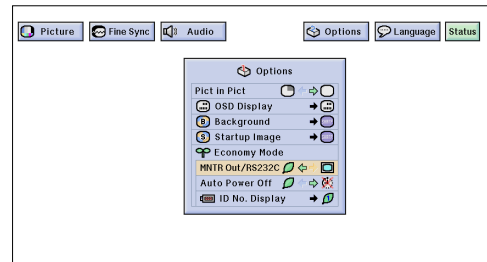 Picture Fine Sync Audio Options Language Status
Options
Pict in Pict
OSD Display
B. Background
S. Startup Image
Economy Mode
MNTR Out/RS232C
Auto Power Off
ID No. Display 1